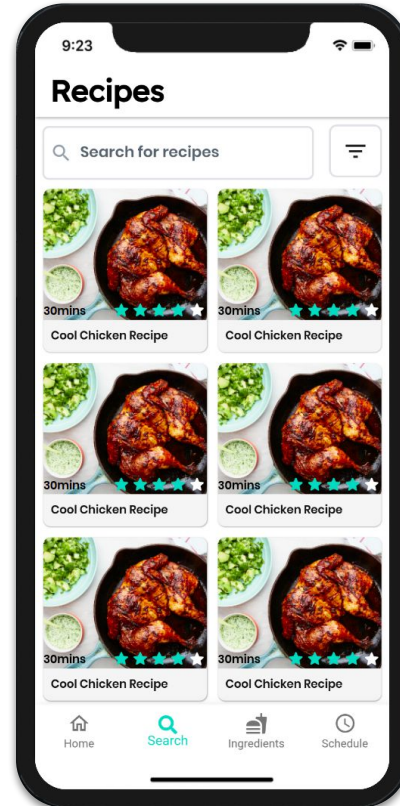 9:23
Recipes
Search for recipes
30mins 30mins
Cool Chicken Recipe Cool Chicken Recipe
30mins 30mins
Cool Chicken Recipe Cool Chicken Recipe
30mins 30mins
Cool Chicken Recipe Cool Chicken Recipe
Home Search Ingredients Schedule